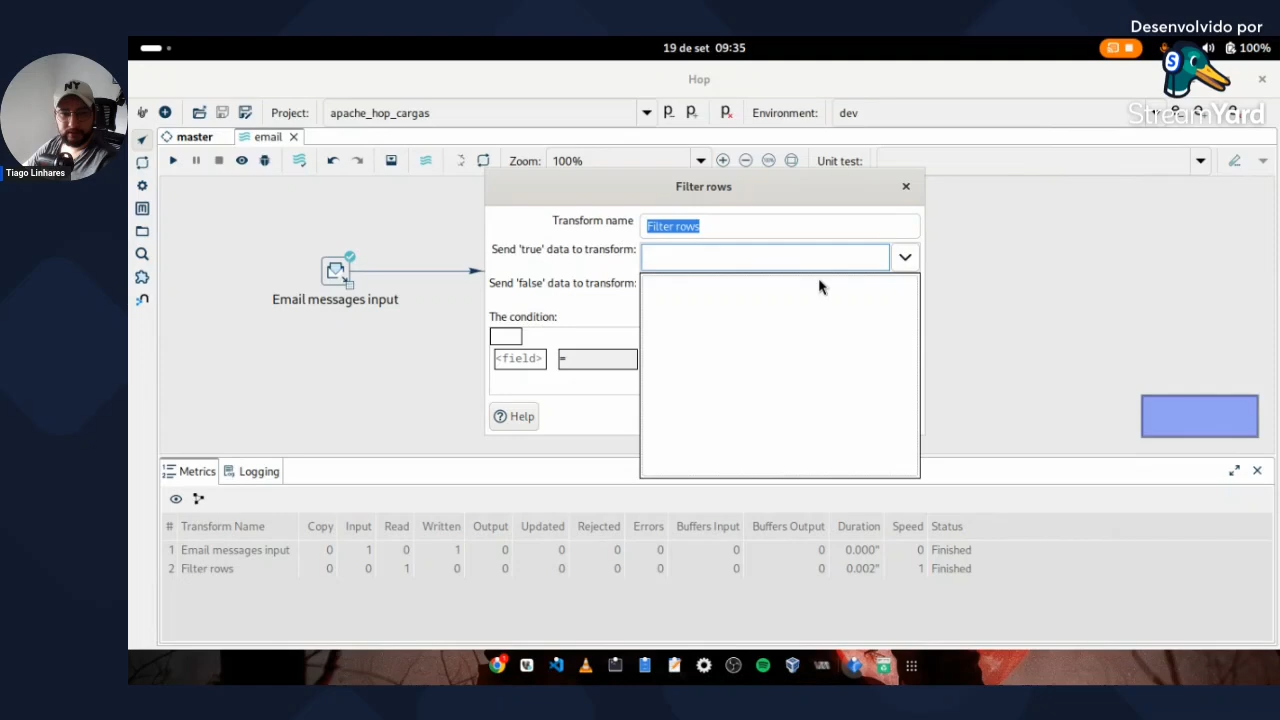 Desenvolvido por
StreamYard
19 de set 09:35
100%
Hop
Project:
apache_hop_cargas
Environment:
dev
master
email
Zoom:
100%
Unit test:
Tiago Linhares
Filter rows
Transform name
Filter rows
Send 'true' data to transform:
Send 'false' data to transform:
The condition:
<field>
=
Help
Email messages input
Metrics
Logging
# Transform Name Copy Input Read Written Output Updated Rejected Errors Buffers Input Buffers Output Duration Speed Status
1 Email messages input 0 1 0 1 0 0 0 0 0 0 0.000" 0 Finished
2 Filter rows 0 0 1 0 0 0 0 0 0 0 0.002" 1 Finished